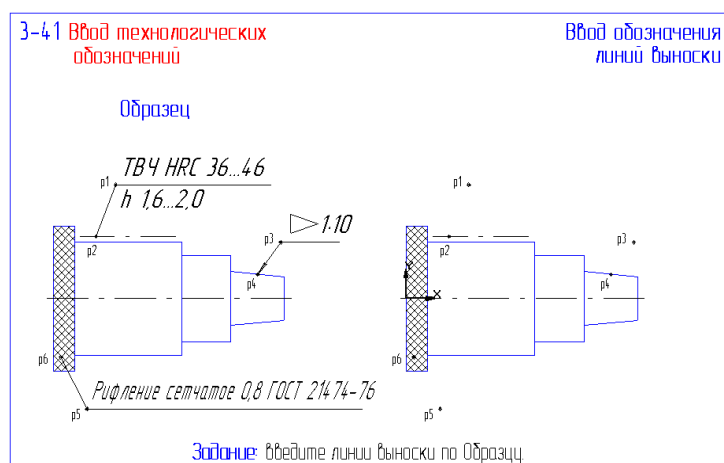 3-41 Ввод технологических
обозначений
Ввод обозначения
линий выноски
Образец
ТВЧ HRC 36...46
p1
h 1,6...2,0
p2
1:10
p3
p4
p6
Рифление сетчатое 0,8 ГОСТ 21474-76
p5
p1
p2
p3
Y
X
p4
p6
p5
Задание: введите линии выноски по Образцу.